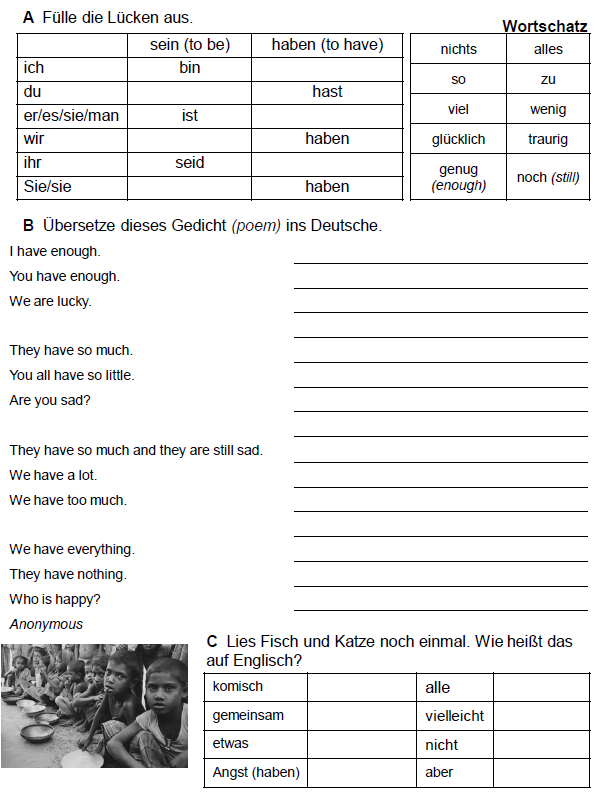 A Fülle die Lücken aus.
Wortschatz
sein (to be) haben (to have)
ich bin
du hast
er/es/sie/man ist
wir haben
ihr seid
Sie/sie haben
nichts alles
so zu
viel wenig
glücklich traurig
genug (enough) noch (still)
B Übersetze dieses Gedicht (poem) ins Deutsche.
I have enough.
You have enough.
We are lucky.
They have so much.
You all have so little.
Are you sad?
They have so much and they are still sad.
We have a lot.
We have too much.
We have everything.
They have nothing.
Who is happy?
Anonymous
C Lies Fisch und Katze noch einmal. Wie heißt das
auf Englisch?
komisch alle
gemeinsam vielleicht
etwas nicht
Angst (haben) aber